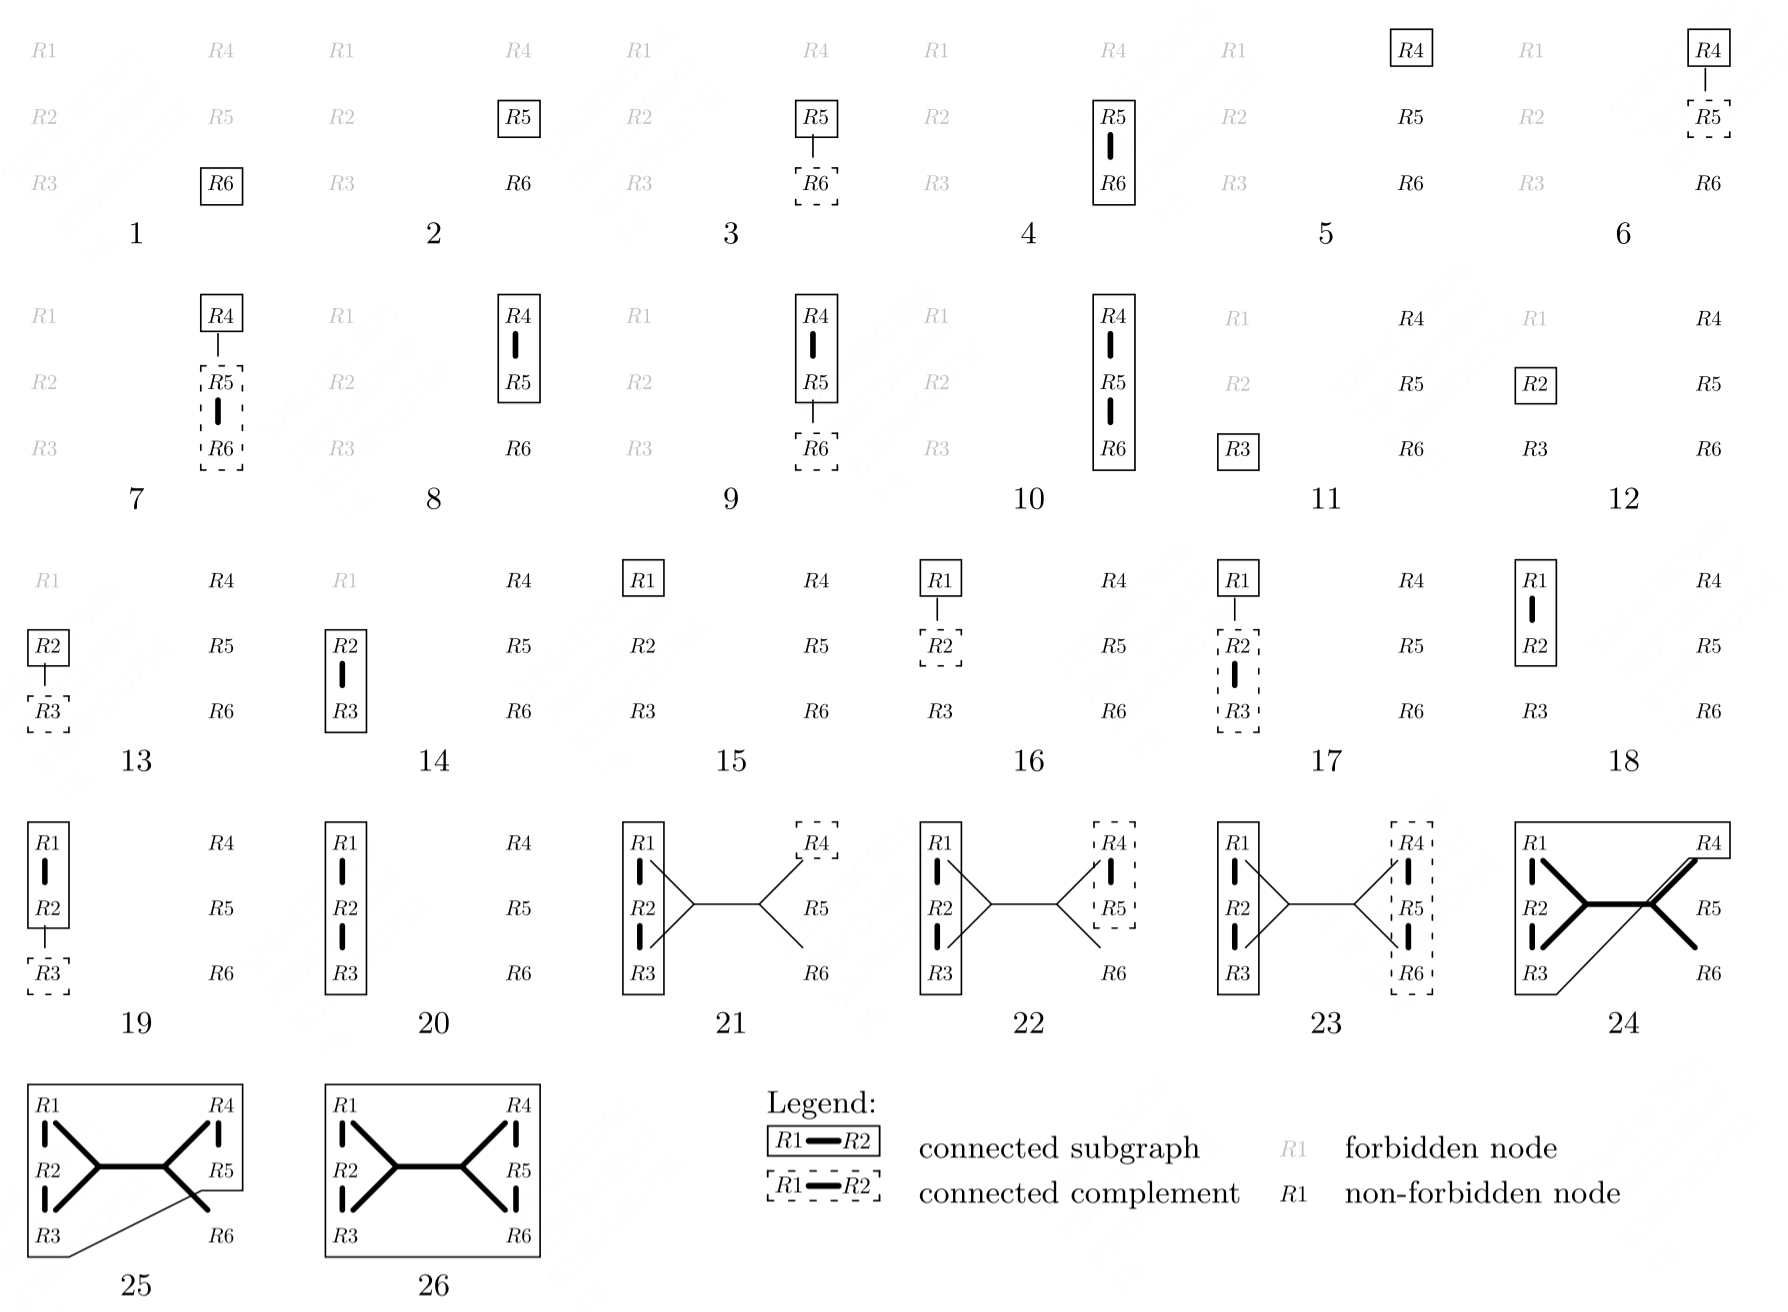 R1 R4 R1 R4 R1 R4 R1 R4 R1 R4 R1 R4
R2 R5 R2 R5 R2 R5 R2 R5 R2 R5 R2 R5
R3 R6 R3 R6 R3 R6 R3 R6 R3 R6 R3 R6
1 2 3 4 5 6
R1 R4 R1 R4 R1 R4 R1 R4 R1 R4 R1 R4
R2 R5 R2 R5 R2 R5 R2 R5 R2 R5 R2 R5
R3 R6 R3 R6 R3 R6 R3 R6 R3 R6 R3 R6
7 8 9 10 11 12
R1 R4 R1 R4 R1 R4 R1 R4 R1 R4 R1 R4
R2 R5 R2 R5 R2 R5 R2 R5 R2 R5 R2 R5
R3 R6 R3 R6 R3 R6 R3 R6 R3 R6 R3 R6
13 14 15 16 17 18
R1 R4 R1 R4 R1 R4 R1 R4 R1 R4 R1 R4
R2 R5 R2 R5 R2 R5 R2 R5 R2 R5 R2 R5
R3 R6 R3 R6 R3 R6 R3 R6 R3 R6 R3 R6
19 20 21 22 23 24
R1 R4 R1 R4
R2 R5 R2 R5
R3 R6 R3 R6
25 26
Legend:
R1 R2 connected subgraph R1 forbidden node
R1 R2 connected complement R1 non-forbidden node